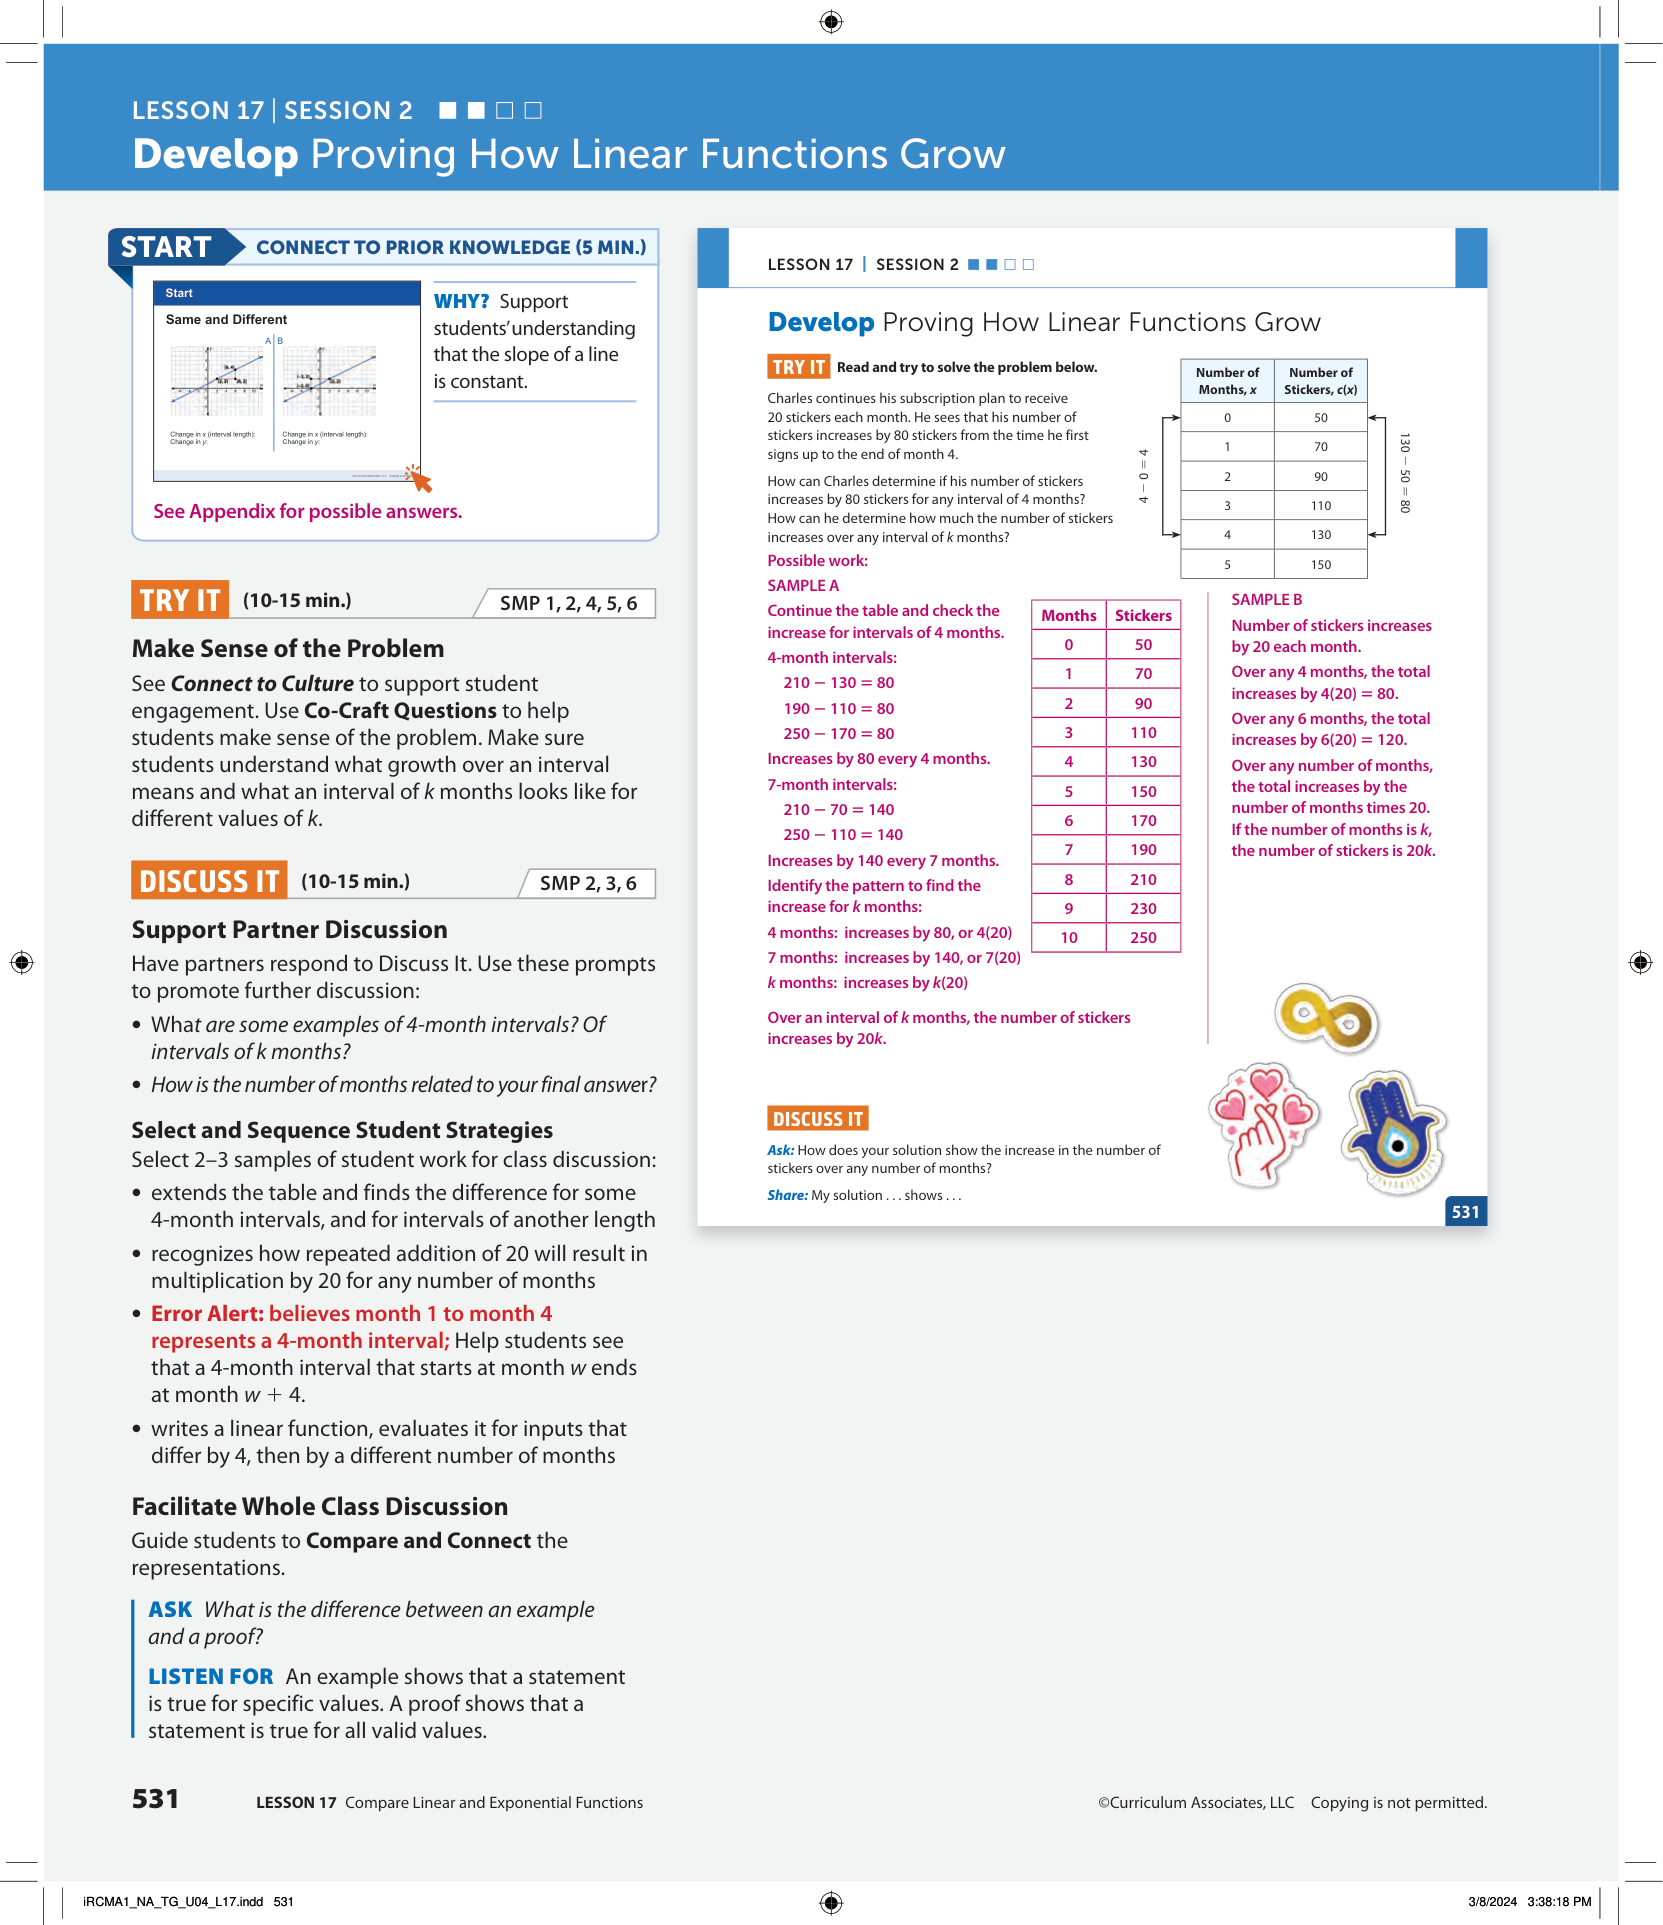 LESSON 17 | SESSION 2
Develop Proving How Linear Functions Grow
START CONNECT TO PRIOR KNOWLEDGE (5 MIN.)
Start
Same and Different
A B
Change in x (interval length):
Change in y:
Change in x (interval length):
Change in y:
WHY? Support
students' understanding
that the slope of a line
is constant.
See Appendix for possible answers.
TRY IT (10-15 min.) SMP 1, 2, 4, 5, 6
Make Sense of the Problem
See Connect to Culture to support student
engagement. Use Co-Craft Questions to help
students make sense of the problem. Make sure
students understand what growth over an interval
means and what an interval of k months looks like for
different values of k.
DISCUSS IT (10-15 min.) SMP 2, 3, 6
Support Partner Discussion
Have partners respond to Discuss It. Use these prompts
to promote further discussion:
• What are some examples of 4-month intervals? Of
intervals of k months?
• How is the number of months related to your final answer?
Select and Sequence Student Strategies
Select 2–3 samples of student work for class discussion:
• extends the table and finds the difference for some
4-month intervals, and for intervals of another length
• recognizes how repeated addition of 20 will result in
multiplication by 20 for any number of months
• Error Alert: believes month 1 to month 4
represents a 4-month interval; Help students see
that a 4-month interval that starts at month w ends
at month w + 4.
• writes a linear function, evaluates it for inputs that
differ by 4, then by a different number of months
Facilitate Whole Class Discussion
Guide students to Compare and Connect the
representations.
ASK What is the difference between an example
and a proof?
LISTEN FOR An example shows that a statement
is true for specific values. A proof shows that a
statement is true for all valid values.
LESSON 17 | SESSION 2
Develop Proving How Linear Functions Grow
TRY IT Read and try to solve the problem below.
Charles continues his subscription plan to receive
20 stickers each month. He sees that his number of
stickers increases by 80 stickers from the time he first
signs up to the end of month 4.
How can Charles determine if his number of stickers
increases by 80 stickers for any interval of 4 months?
How can he determine how much the number of stickers
increases over any interval of k months?
Number of Months, x Number of Stickers, c(x)
0 50
1 70
2 90
3 110
4 130
5 150
4 − 0 = 4
130 − 50 = 80
Possible work:
SAMPLE A
Continue the table and check the
increase for intervals of 4 months.
4-month intervals:
210 − 130 = 80
190 − 110 = 80
250 − 170 = 80
Increases by 80 every 4 months.
7-month intervals:
210 − 70 = 140
250 − 110 = 140
Increases by 140 every 7 months.
Identify the pattern to find the
increase for k months:
4 months: increases by 80, or 4(20)
7 months: increases by 140, or 7(20)
k months: increases by k(20)
Over an interval of k months, the number of stickers
increases by 20k.
Months Stickers
0 50
1 70
2 90
3 110
4 130
5 150
6 170
7 190
8 210
9 230
10 250
SAMPLE B
Number of stickers increases
by 20 each month.
Over any 4 months, the total
increases by 4(20) = 80.
Over any 6 months, the total
increases by 6(20) = 120.
Over any number of months,
the total increases by the
number of months times 20.
If the number of months is k,
the number of stickers is 20k.
DISCUSS IT
Ask: How does your solution show the increase in the number of
stickers over any number of months?
Share: My solution . . . shows . . .
531
531 LESSON 17 Compare Linear and Exponential Functions
©Curriculum Associates, LLC Copying is not permitted.
iRCMA1_NA_TG_U04_L17.indd 531
3/8/2024 3:38:18 PM